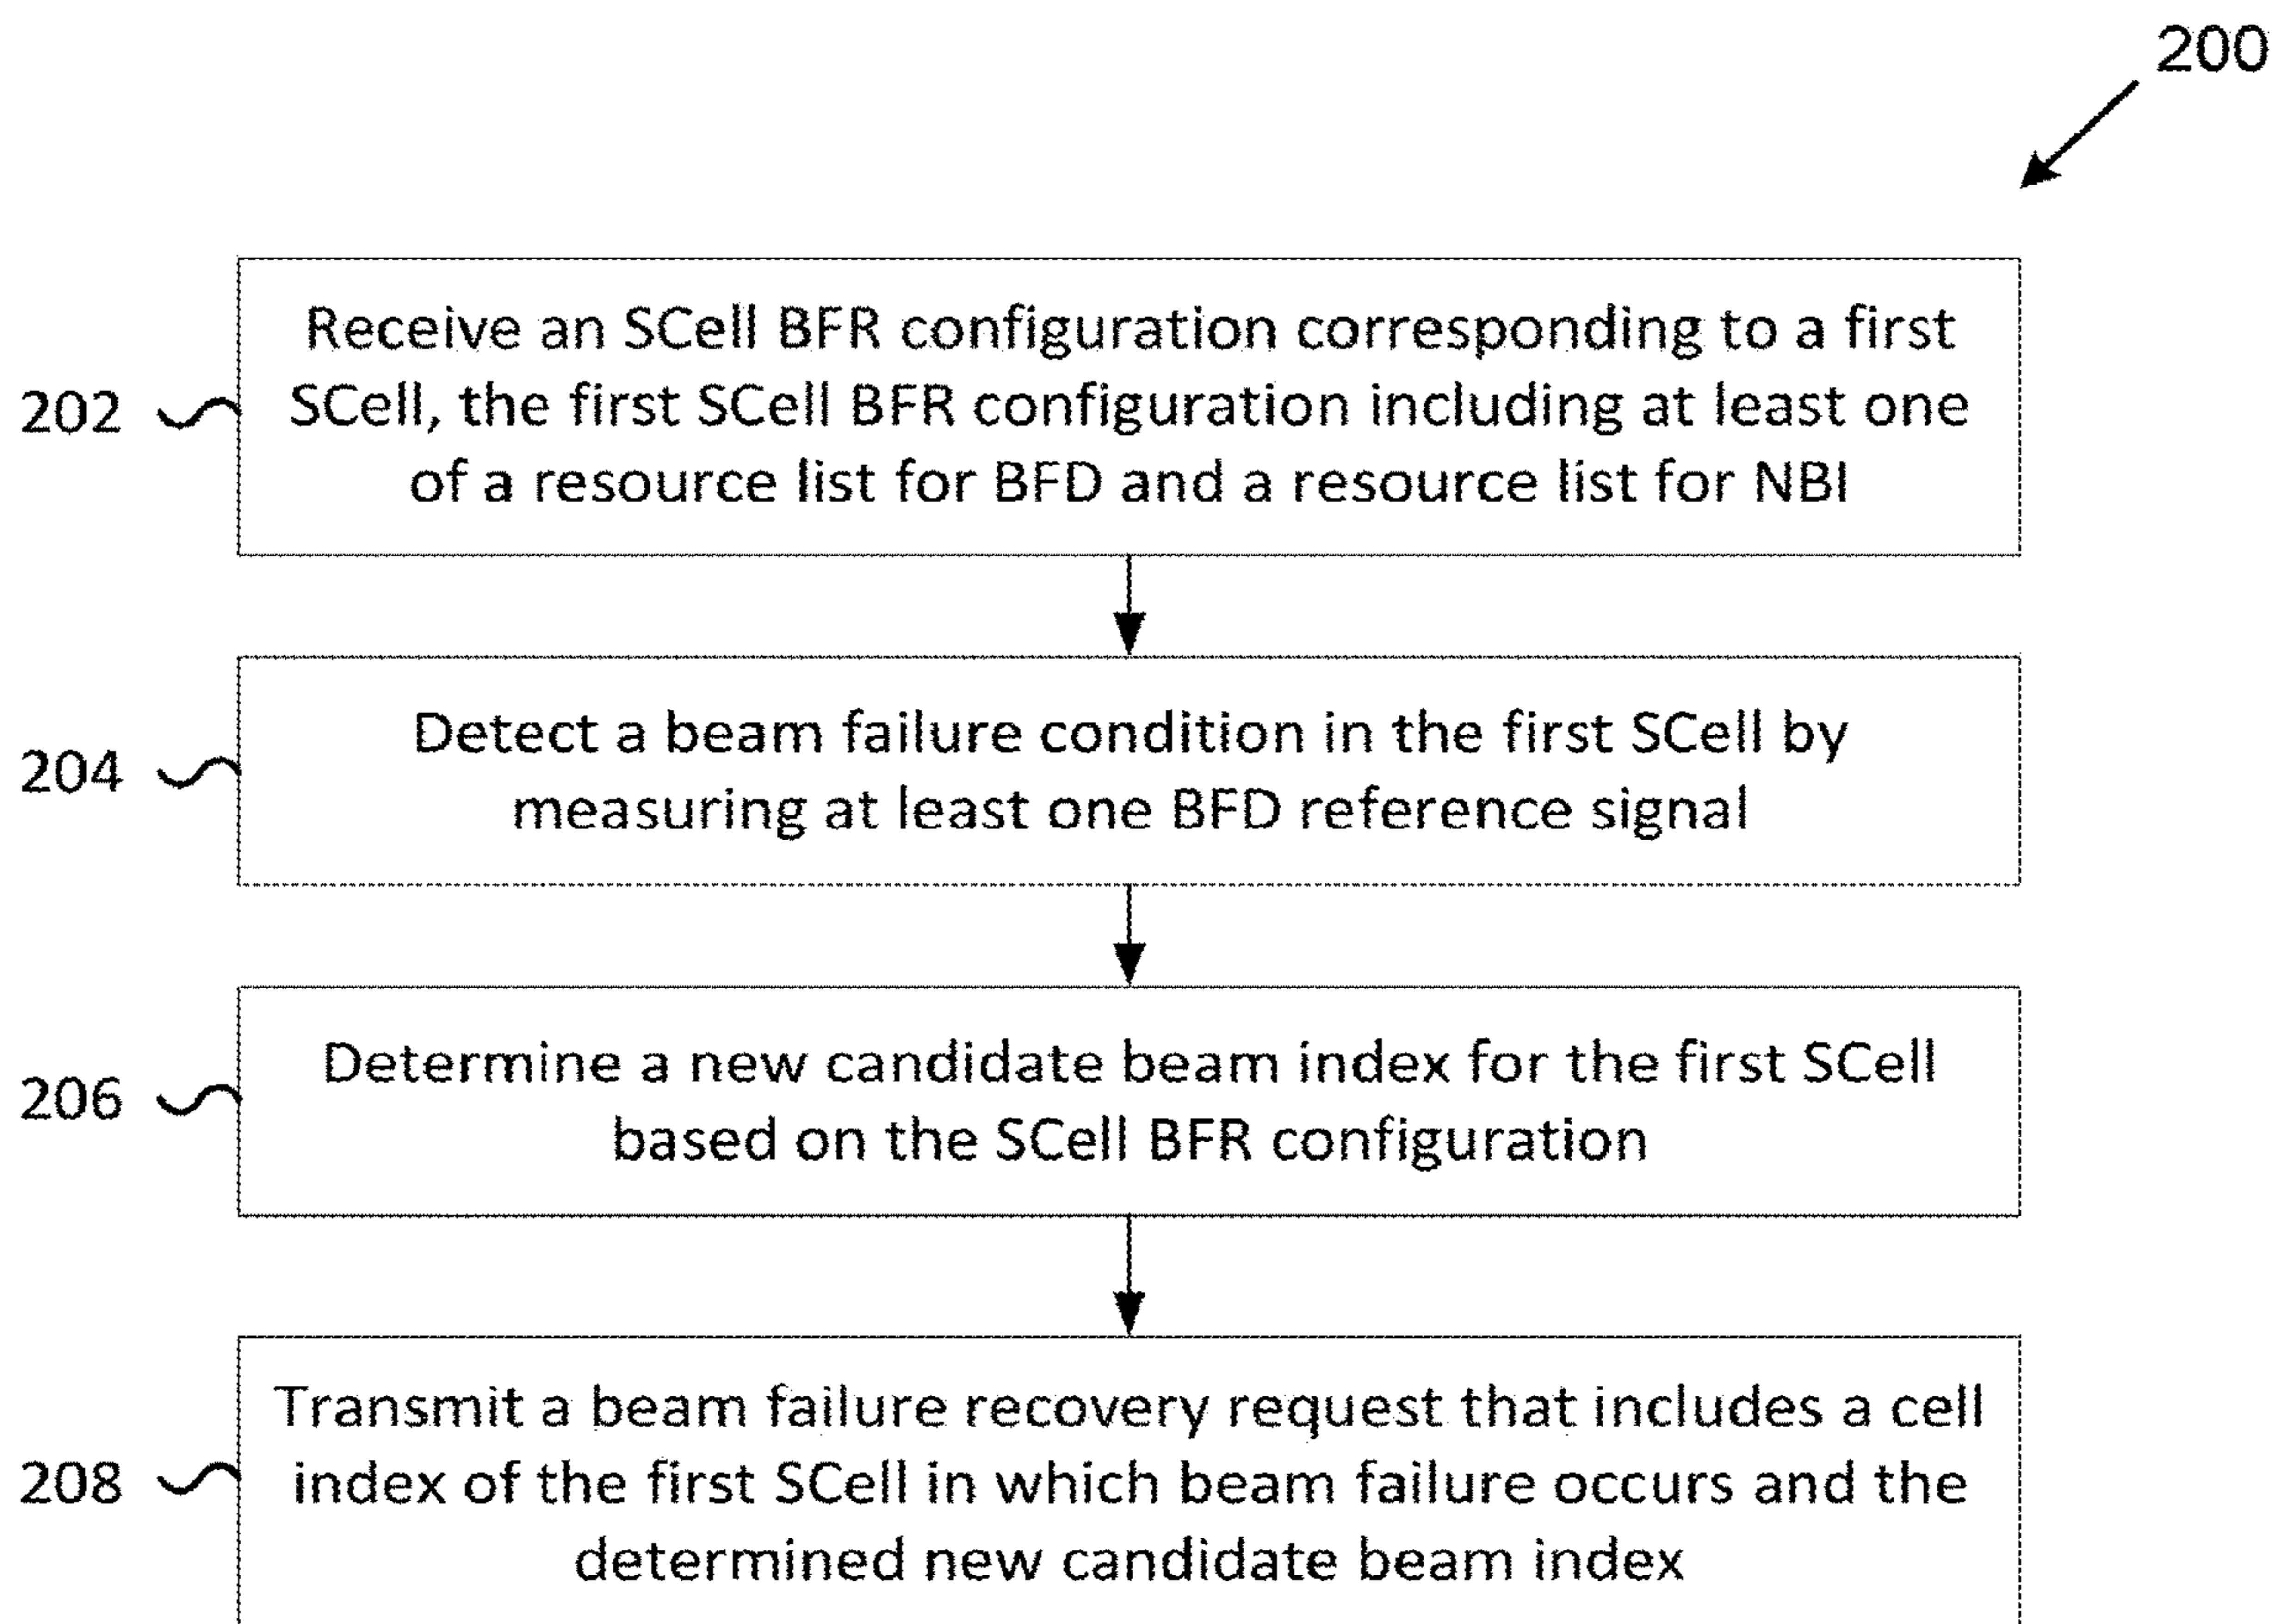 200
202
Receive an SCell BFR configuration corresponding to a first
SCell, the first SCell BFR configuration including at least one
of a resource list for BFD and a resource list for NBI
204
Detect a beam failure condition in the first SCell by
measuring at least one BFD reference signal
206
Determine a new candidate beam index for the first SCell
based on the SCell BFR configuration
208
Transmit a beam failure recovery request that includes a cell
index of the first SCell in which beam failure occurs and the
determined new candidate beam index